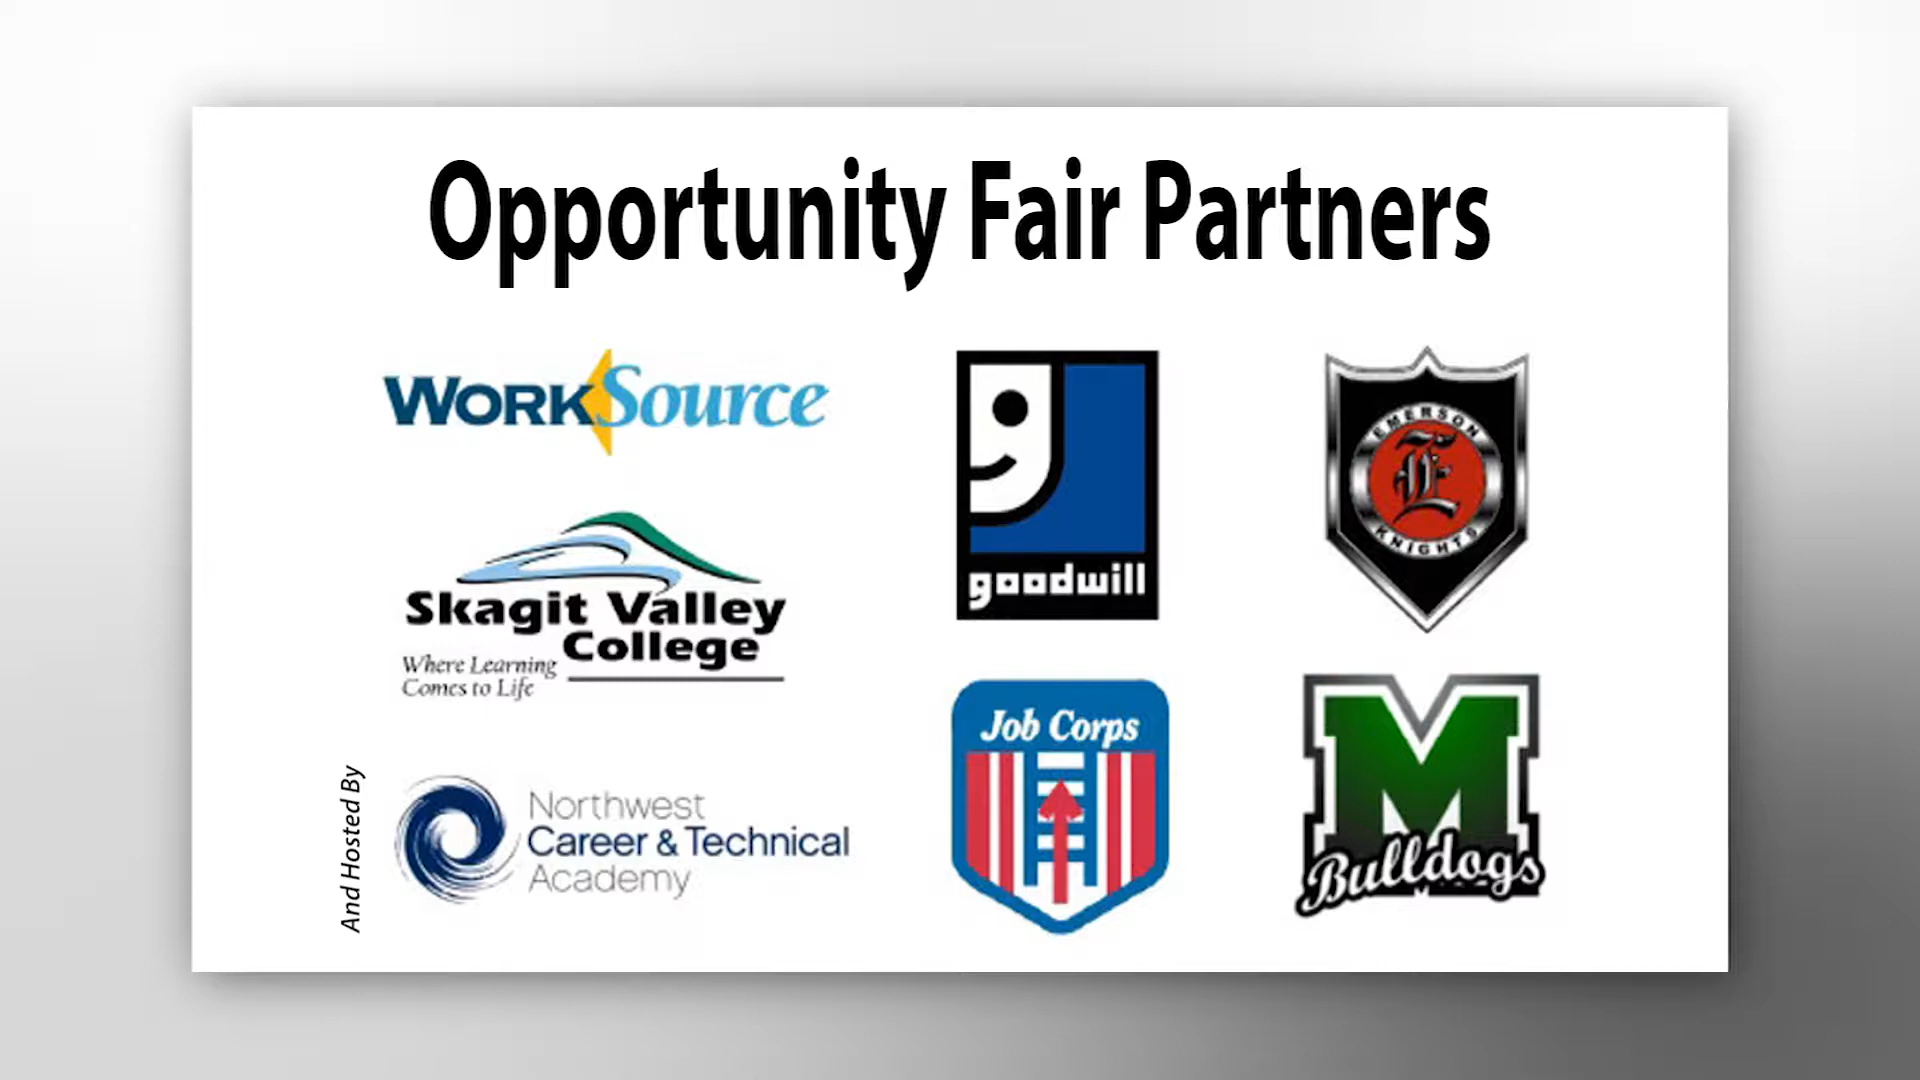 Opportunity Fair Partners
WorkSource
Skagit Valley
College
Where Learning
Comes to Life
And Hosted By
Northwest
Career & Technical
Academy
goodwill
Job Corps
EMERSON
E
KNIGHTS
M
Bulldogs